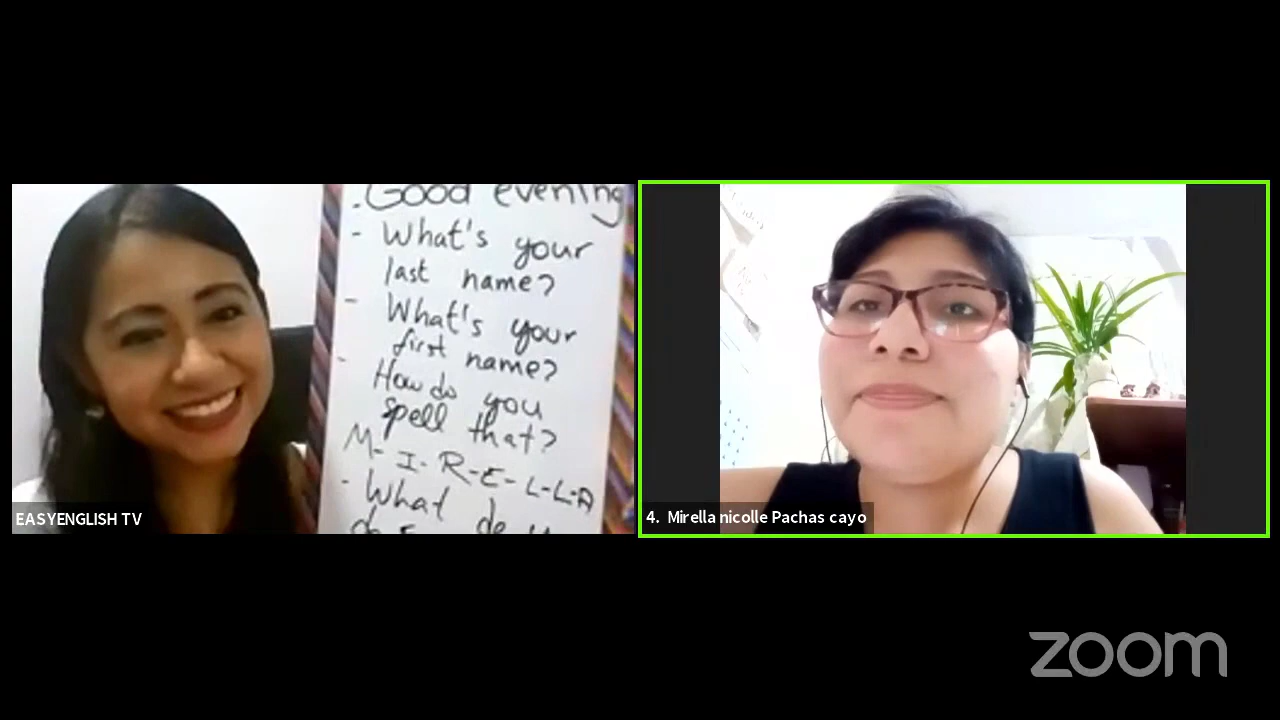 . Good evening
- What's your
last name?
- What's your
first name?
- How do you
spell that?
M-I-R-E-L-L-A
- What do
EASYENGLISH TV
4. Mirella nicolle Pachas cayo
zoom